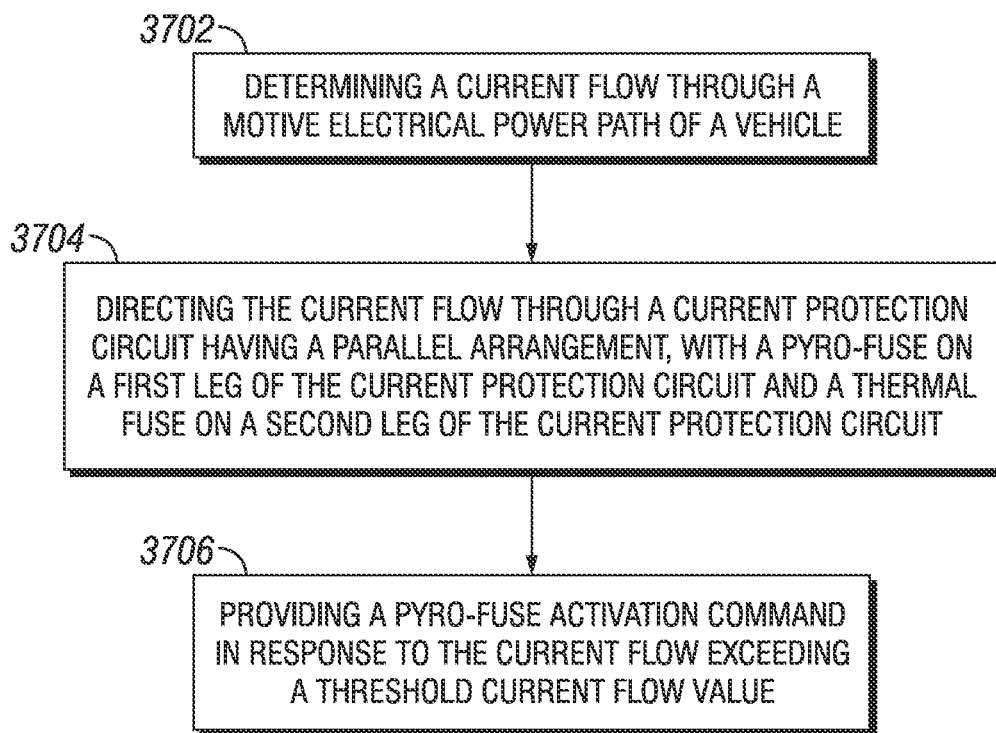 3702
DETERMINING A CURRENT FLOW THROUGH A
MOTIVE ELECTRICAL POWER PATH OF A VEHICLE
3704
DIRECTING THE CURRENT FLOW THROUGH A CURRENT PROTECTION
CIRCUIT HAVING A PARALLEL ARRANGEMENT, WITH A PYRO-FUSE ON
A FIRST LEG OF THE CURRENT PROTECTION CIRCUIT AND A THERMAL
FUSE ON A SECOND LEG OF THE CURRENT PROTECTION CIRCUIT
3706
PROVIDING A PYRO-FUSE ACTIVATION COMMAND
IN RESPONSE TO THE CURRENT FLOW EXCEEDING
A THRESHOLD CURRENT FLOW VALUE